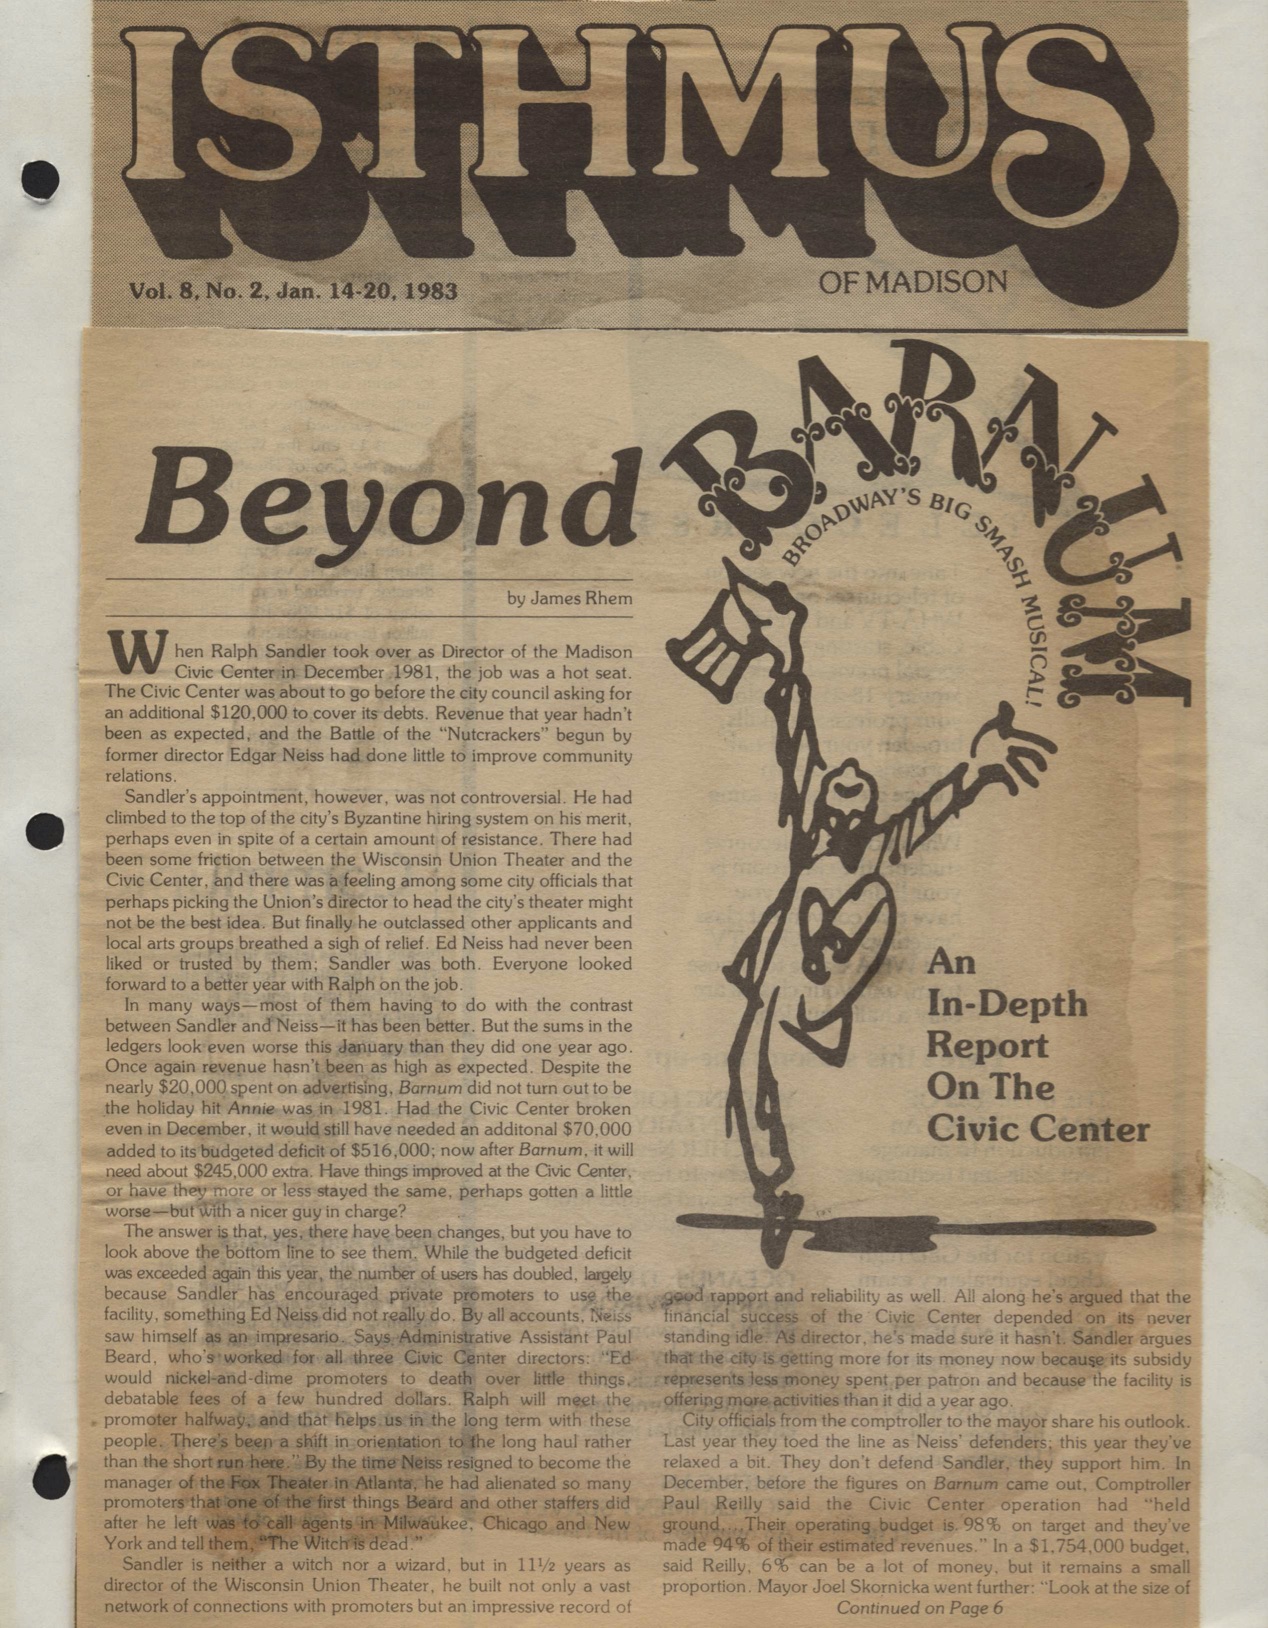 ISTHMUS
OF MADISON
Vol. 8, No. 2, Jan. 14-20, 1983
Beyond
BARNUM
BROADWAY'S BIG SMASH MUSICAL!
by James Rhem
An
In-Depth
Report
On The
Civic Center
When Ralph Sandler took over as Director of the Madison
Civic Center in December 1981, the job was a hot seat.
The Civic Center was about to go before the city council asking for
an additional $120,000 to cover its debts. Revenue that year hadn't
been as expected, and the Battle of the "Nutcrackers" begun by
former director Edgar Neiss had done little to improve community
relations.
Sandler's appointment, however, was not controversial. He had
climbed to the top of the city's Byzantine hiring system on his merit,
perhaps even in spite of a certain amount of resistance. There had
been some friction between the Wisconsin Union Theater and the
Civic Center, and there was a feeling among some city officials that
perhaps picking the Union's director to head the city's theater might
not be the best idea. But finally he outclassed other applicants and
local arts groups breathed a sigh of relief. Ed Neiss had never been
liked or trusted by them; Sandler was both. Everyone looked
forward to a better year with Ralph on the job.
In many ways—most of them having to do with the contrast
between Sandler and Neiss—it has been better. But the sums in the
ledgers look even worse this January than they did one year ago.
Once again revenue hasn't been as high as expected. Despite the
nearly $20,000 spent on advertising, Barnum did not turn out to be
the holiday hit Annie was in 1981. Had the Civic Center broken
even in December, it would still have needed an additonal $70,000
added to its budgeted deficit of $516,000; now after Barnum, it will
need about $245,000 extra. Have things improved at the Civic Center,
or have they more or less stayed the same, perhaps gotten a little
worse—but with a nicer guy in charge?
The answer is that, yes, there have been changes, but you have to
look above the bottom line to see them. While the budgeted deficit
was exceeded again this year, the number of users has doubled, largely
because Sandler has encouraged private promoters to use the
facility, something Ed Neiss did not really do. By all accounts, Neiss
saw himself as an impresario. Says Administrative Assistant Paul
Beard, who's worked for all three Civic Center directors: "Ed
would nickel-and-dime promoters to death over little things,
debatable fees of a few hundred dollars. Ralph will meet the
promoter halfway, and that helps us in the long term with these
people. There's been a shift in orientation to the long haul rather
than the short run here." By the time Neiss resigned to become the
manager of the Fox Theater in Atlanta, he had alienated so many
promoters that one of the first things Beard and other staffers did
after he left was to call agents in Milwaukee, Chicago and New
York and tell them, "The Witch is dead."
Sandler is neither a witch nor a wizard, but in 11½ years as
director of the Wisconsin Union Theater, he built not only a vast
network of connections with promoters but an impressive record of
good rapport and reliability as well. All along he's argued that the
financial success of the Civic Center depended on its never
standing idle. As director, he's made sure it hasn't. Sandler argues
that the city is getting more for its money now because its subsidy
represents less money spent per patron and because the facility is
offering more activities than it did a year ago.
City officials from the comptroller to the mayor share his outlook.
Last year they toed the line as Neiss' defenders; this year they've
relaxed a bit. They don't defend Sandler, they support him. In
December, before the figures on Barnum came out, Comptroller
Paul Reilly said the Civic Center operation had "held
ground....Their operating budget is 98% on target and they've
made 94% of their estimated revenues." In a $1,754,000 budget,
said Reilly, 6% can be a lot of money, but it remains a small
proportion. Mayor Joel Skornicka went further: "Look at the size of
Continued on Page 6